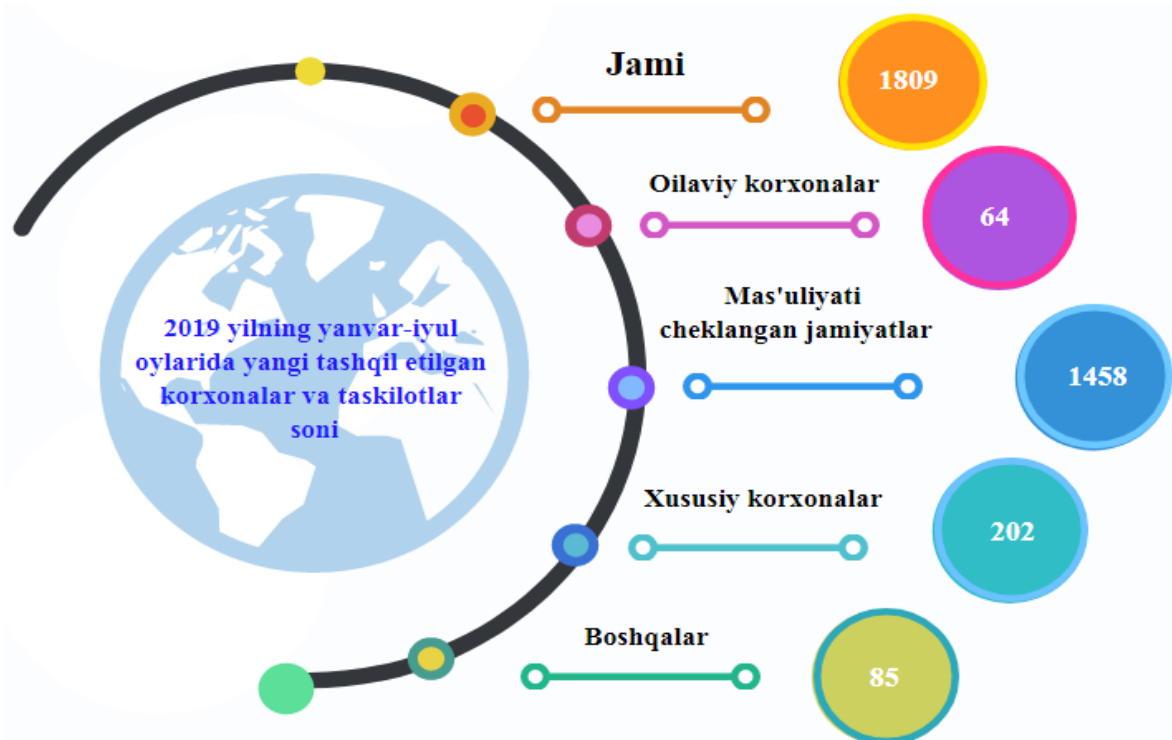 2019 yilning yanvar-iyul
oylarida yangi tashqil etilgan
korxonalar va taskilotlar
soni
Jami
1809
Oilaviy korxonalar
64
Mas'uliyati
cheklangan jamiyatlar
1458
Xususiy korxonalar
202
Boshqalar
85